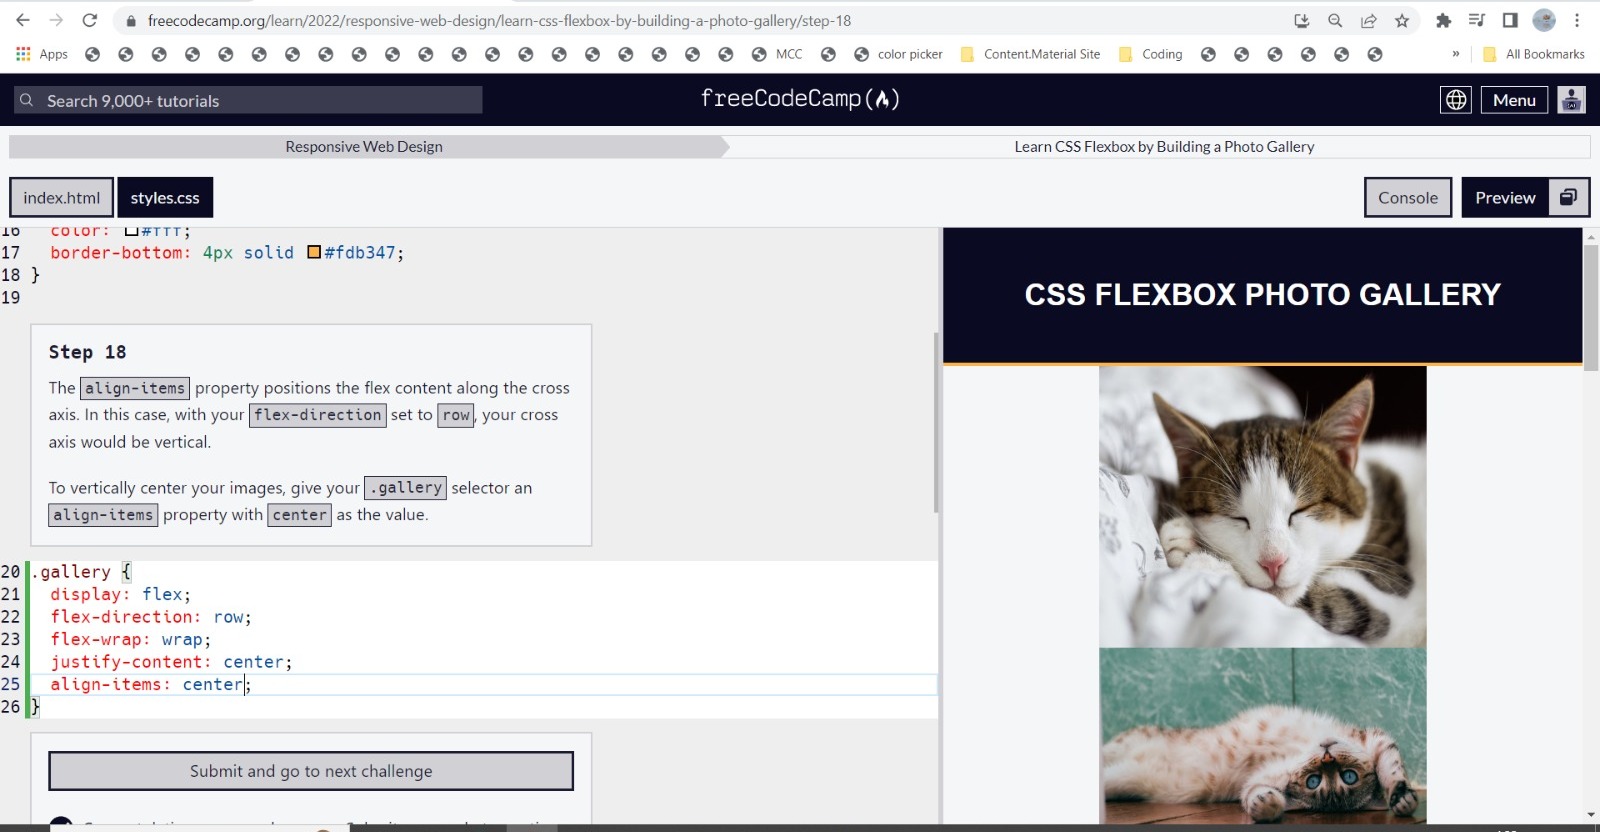 freecodecamp.org/learn/2022/responsive-web-design/learn-css-flexbox-by-building-a-photo-gallery/step-18
Apps MCC color picker Content.Material Site Coding » All Bookmarks
Search 9,000+ tutorials freeCodeCamp Menu
Responsive Web Design Learn CSS Flexbox by Building a Photo Gallery
index.html styles.css Console Preview
16 color: #fff;
17 border-bottom: 4px solid #fdb347;
18 }
19
CSS FLEXBOX PHOTO GALLERY
Step 18
The align-items property positions the flex content along the cross
axis. In this case, with your flex-direction set to row, your cross
axis would be vertical.
To vertically center your images, give your .gallery selector an
align-items property with center as the value.
20 .gallery {
21 display: flex;
22 flex-direction: row;
23 flex-wrap: wrap;
24 justify-content: center;
25 align-items: center;
26 }
Submit and go to next challenge